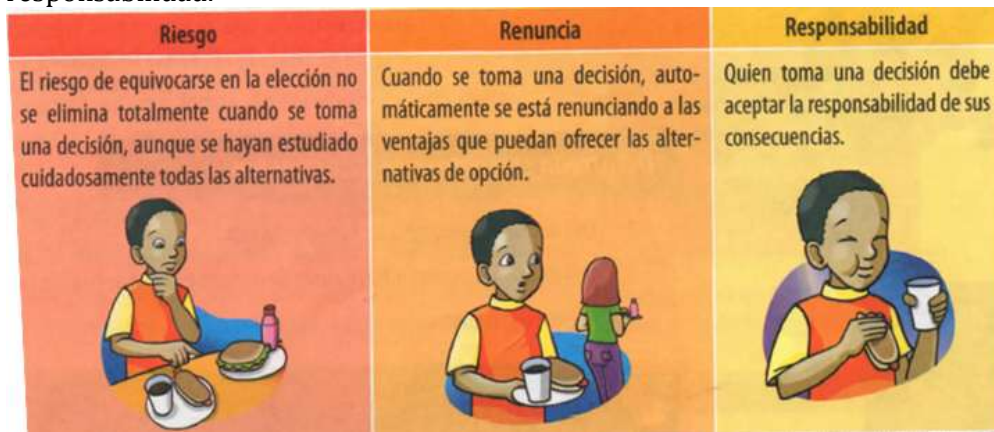 responsabilidad.
Riesgo
El riesgo de equivocarse en la elección no
se elimina totalmente cuando se toma
una decisión, aunque se hayan estudiado
cuidadosamente todas las alternativas.
Renuncia
Cuando se toma una decisión, auto-
máticamente se está renunciando a las
ventajas que puedan ofrecer las alter-
nativas de opción.
Responsabilidad
Quien toma una decisión debe
aceptar la responsabilidad de sus
consecuencias.